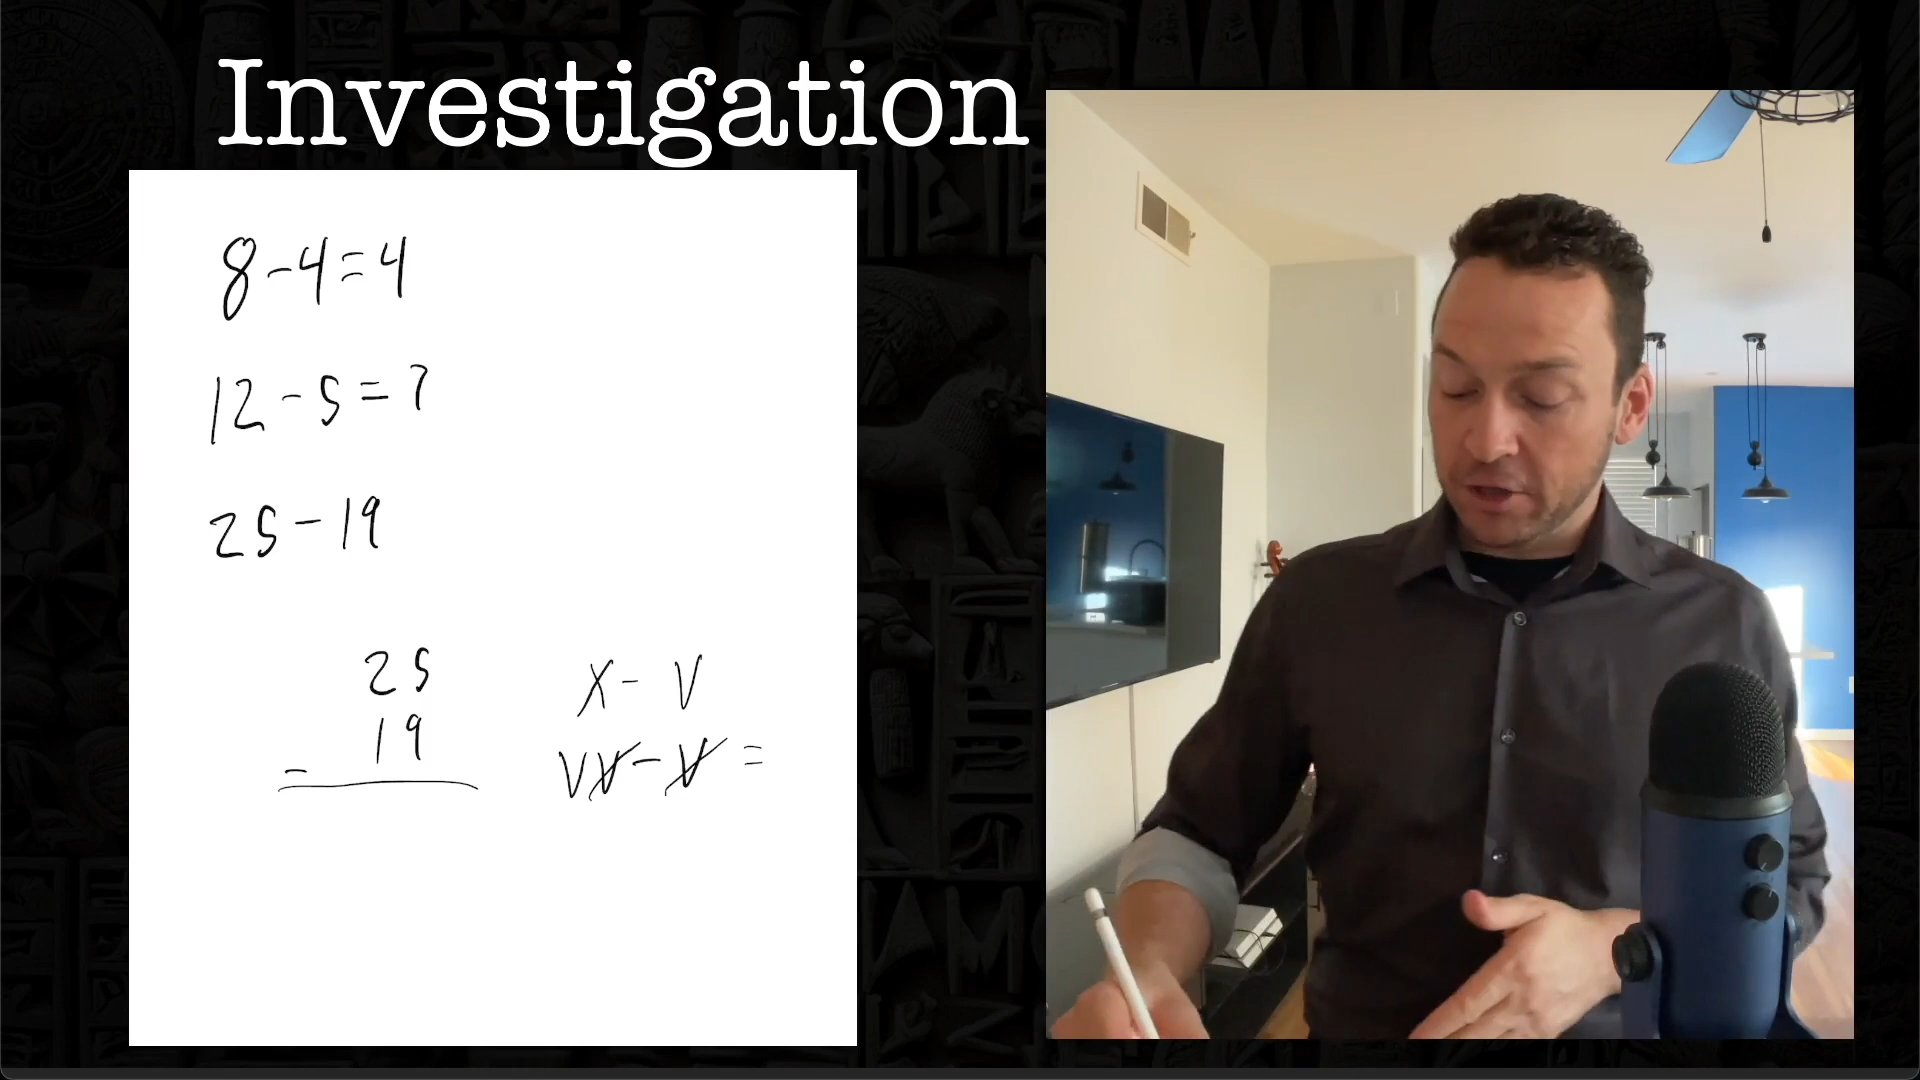 Investigation
8-4=4
12-5=7
25-19
25
19
-
X- V
VV-V=